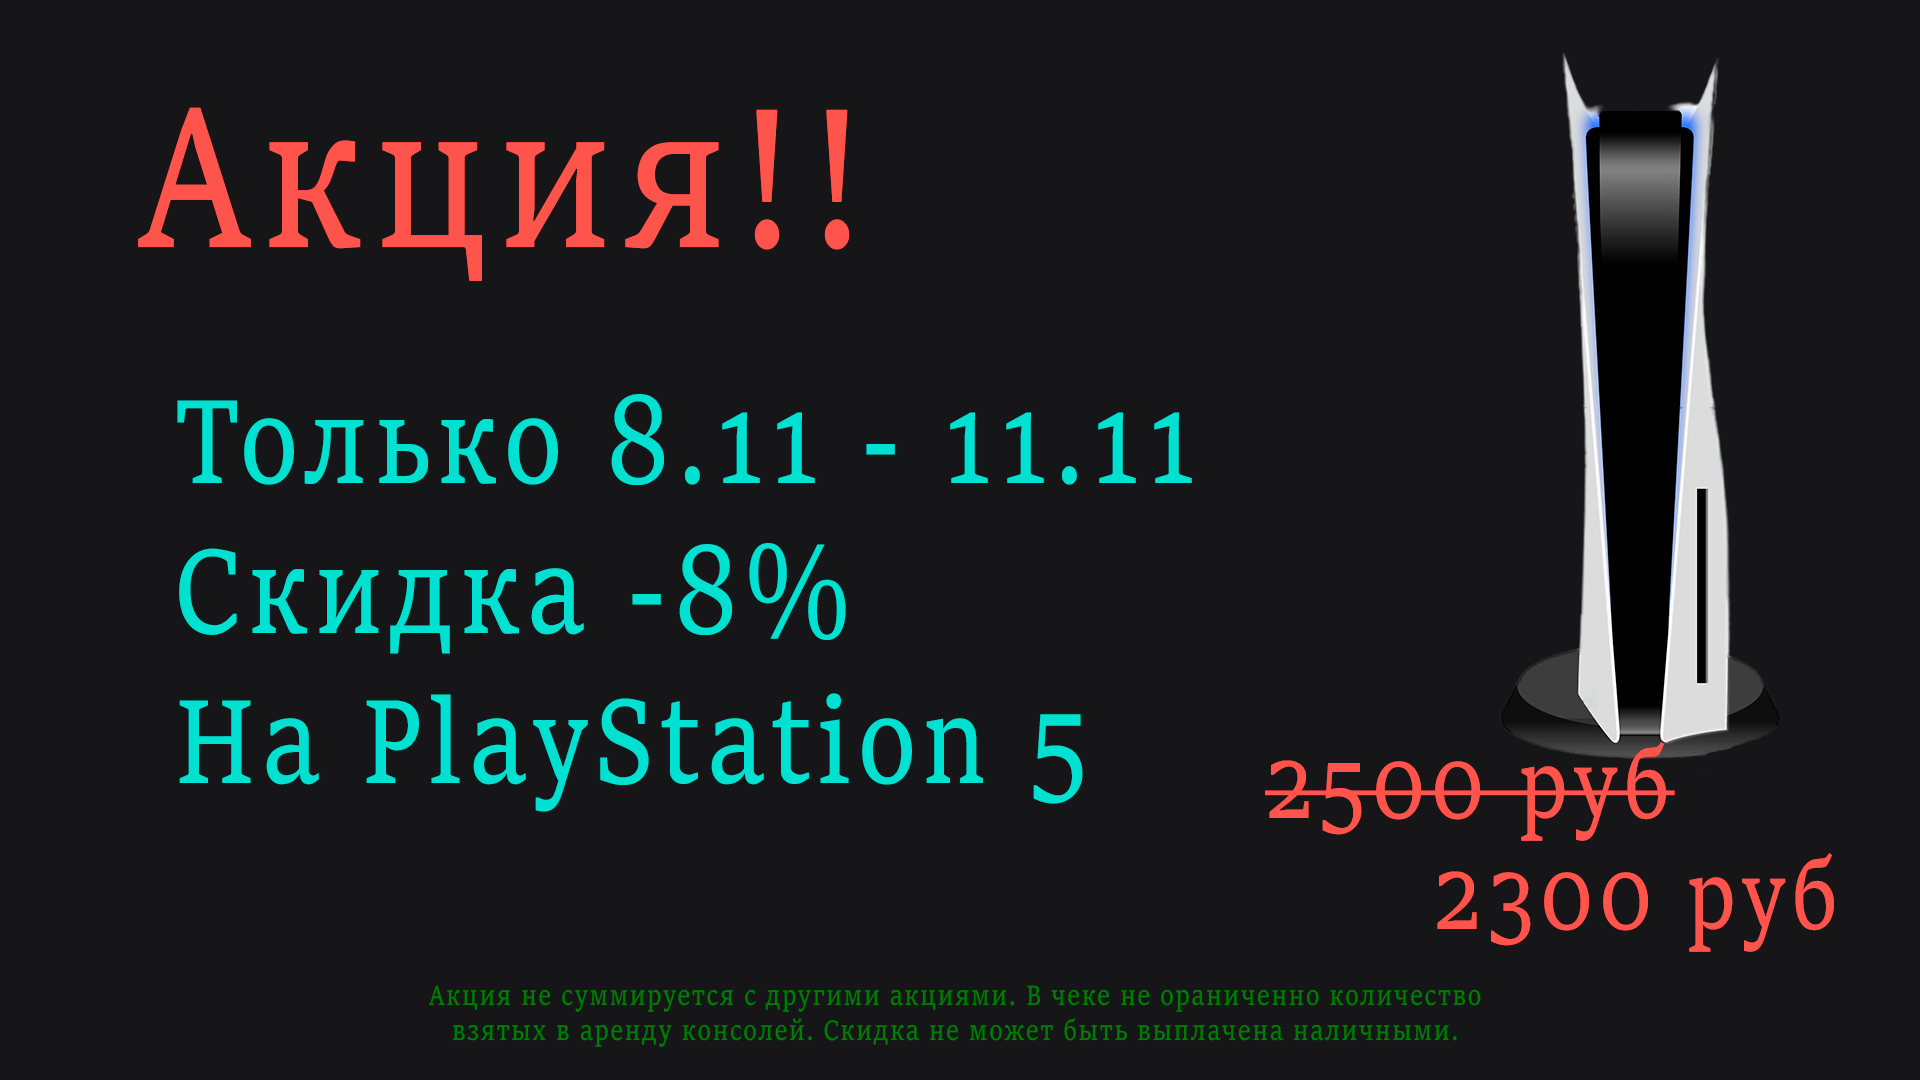 Акция!!
Только 8.11 - 11.11
Скидка -8%
На PlayStation 5
2500 руб
2300 руб
Акция не суммируется с другими акциями. В чеке не ораниченно количество
взятых в аренду консолей. Скидка не может быть выплачена наличными.